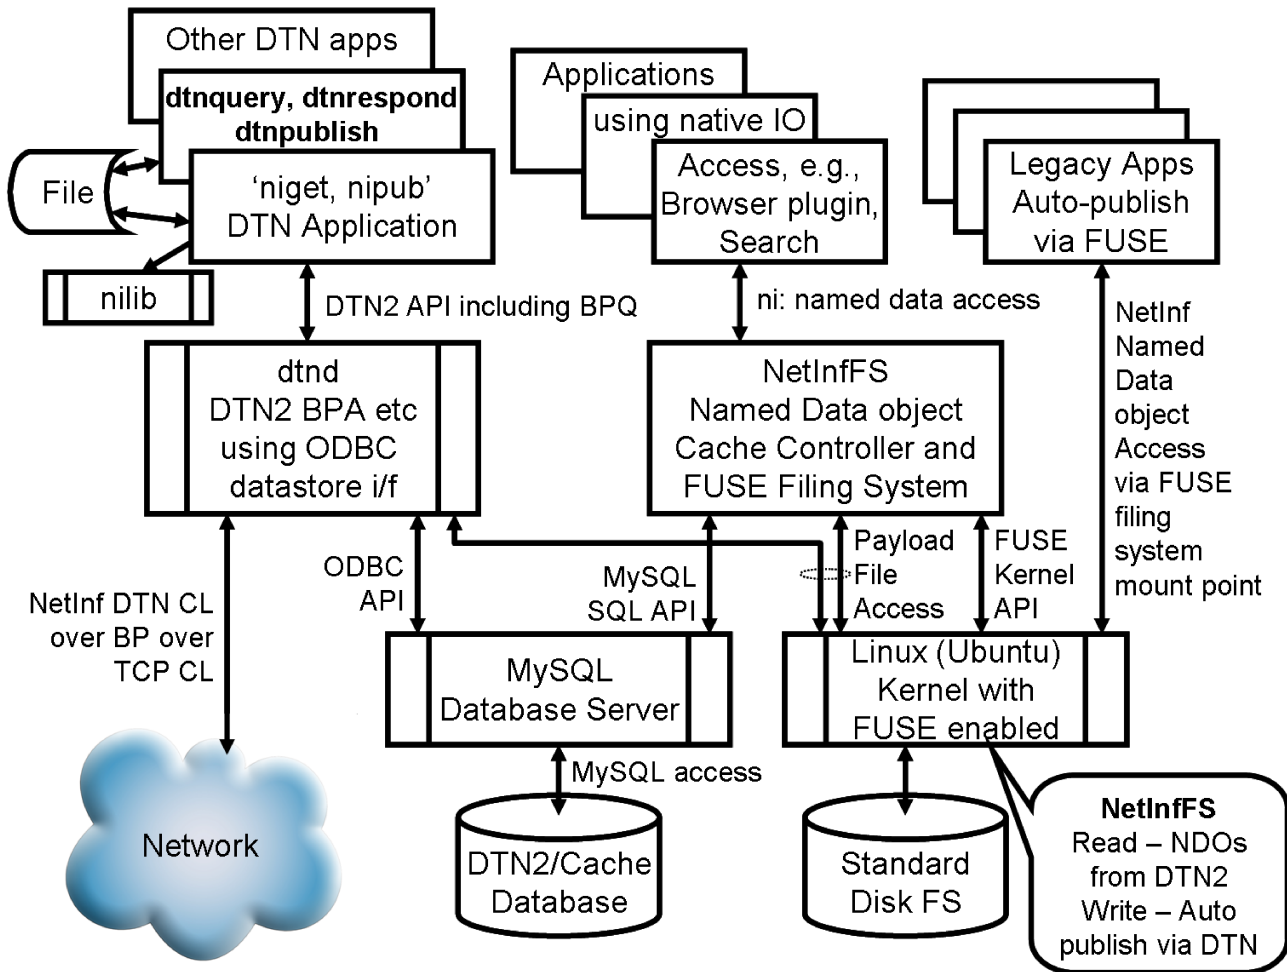 Other DTN apps
dtnquery, dtnrespond
dtnpublish
'niget, nipub'
DTN Application
File
nilib
Applications
using native IO
Access, e.g.,
Browser plugin,
Search
Legacy Apps
Auto-publish
via FUSE
DTN2 API including BPQ
ni: named data access
NetInf
Named
Data
object
Access
via FUSE
filing
system
mount point
dtnd
DTN2 BPA etc
using ODBC
datastore i/f
NetInfFS
Named Data object
Cache Controller and
FUSE Filing System
NetInf DTN CL
over BP over
TCP CL
ODBC
API
MySQL
SQL API
Payload
File
Access
FUSE
Kernel
API
MySQL
Database Server
Linux (Ubuntu)
Kernel with
FUSE enabled
MySQL access
Network
DTN2/Cache
Database
Standard
Disk FS
NetInfFS
Read – NDOs
from DTN2
Write – Auto
publish via DTN